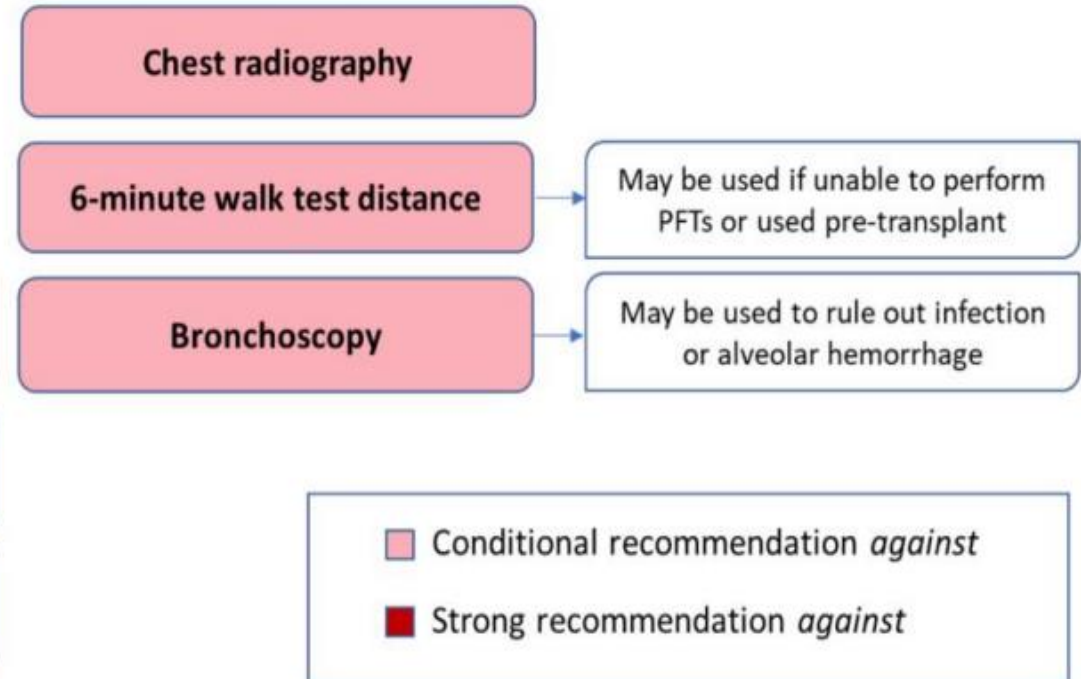 Chest radiography
6-minute walk test distance
May be used if unable to perform
PFTs or used pre-transplant
Bronchoscopy
May be used to rule out infection
or alveolar hemorrhage
Conditional recommendation against
Strong recommendation against